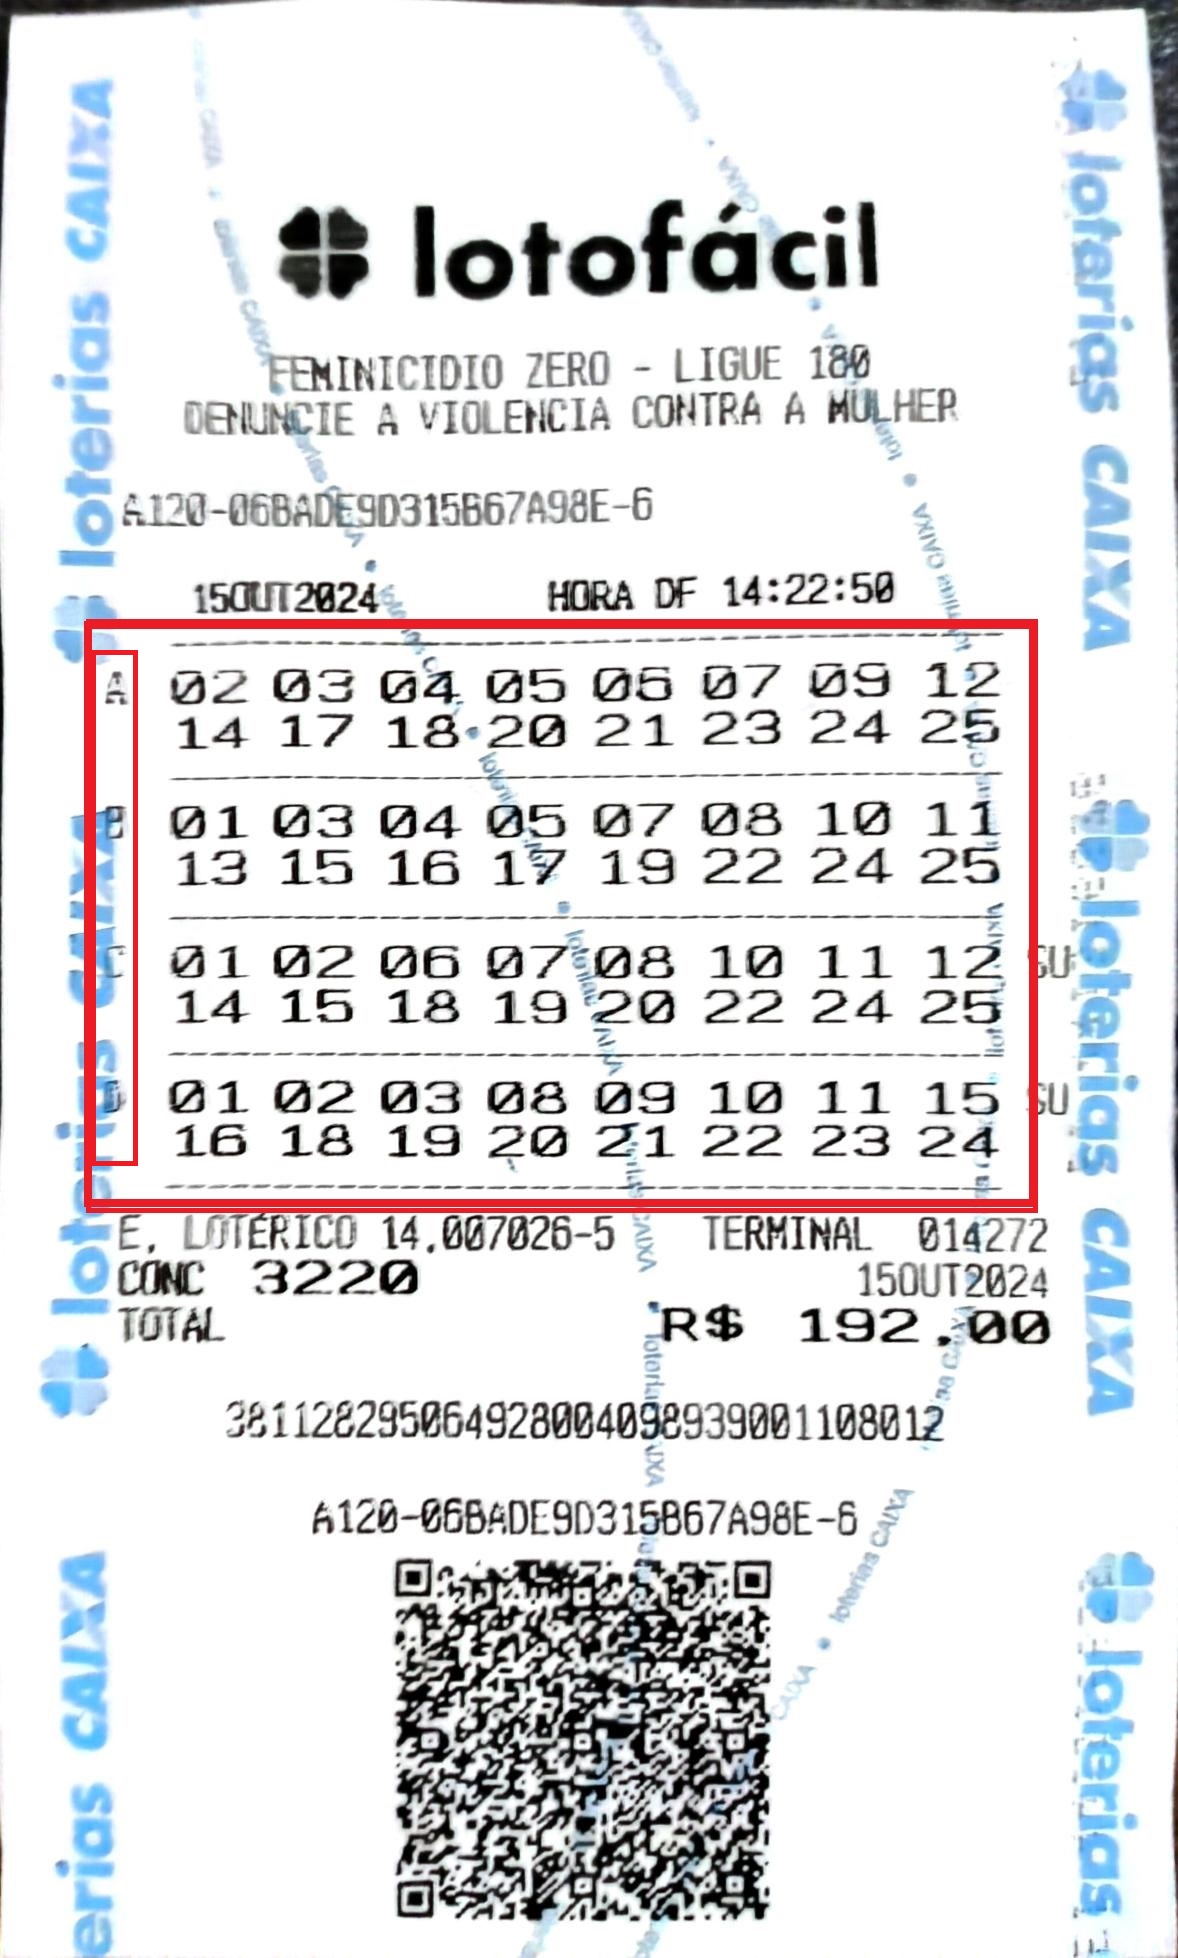 lotofácil
FEMINICIDIO ZERO - LIGUE 180
DENUNCIE A VIOLENCIA CONTRA A MULHER
A120-06BADE9D315B67A98E-6
15OUT2024 HORA DF 14:22:50
A 02 03 04 05 06 07 09 12
14 17 18 20 21 23 24 25
B 01 03 04 05 07 08 10 11
13 15 16 17 19 22 24 25
C 01 02 06 07 08 10 11 12 SU
14 15 18 19 20 22 24 25
D 01 02 03 08 09 10 11 15 SU
16 18 19 20 21 22 23 24
E. LOTÉRICO 14.007026-5 TERMINAL 014272
CONC 3220 15OUT2024
TOTAL R$ 192.00
381128295064928004098939001108012
A120-06BADE9D315B67A98E-6
loterias CAIXA
loterias CAIXA
erias CAIXA
loterias CAIXA
loterias CAIXA
loterias